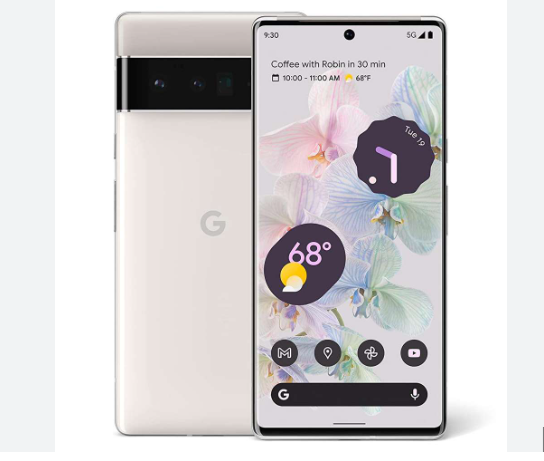 9:30
5G
Coffee with Robin in 30 min
10:00 - 11:00 AM 68°F
Tue 19
68°
G
G